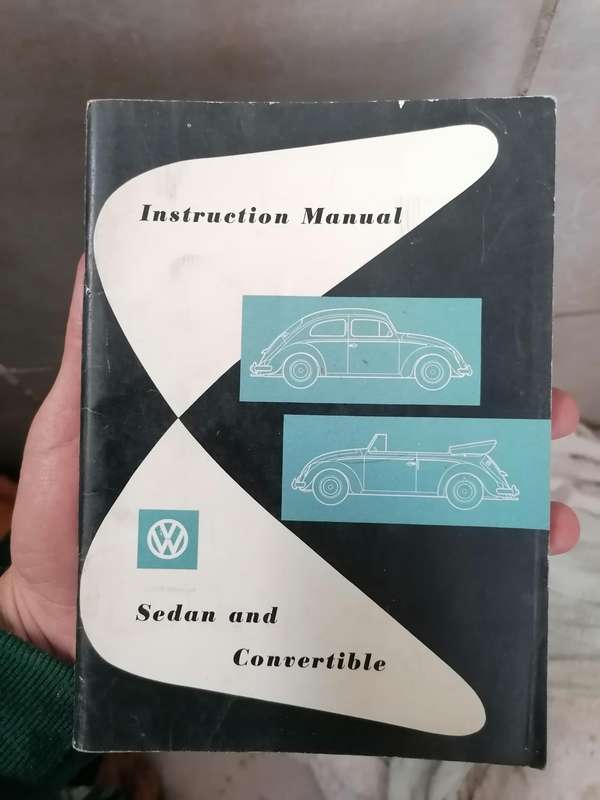 Instruction Manual
VW
Sedan and
Convertible